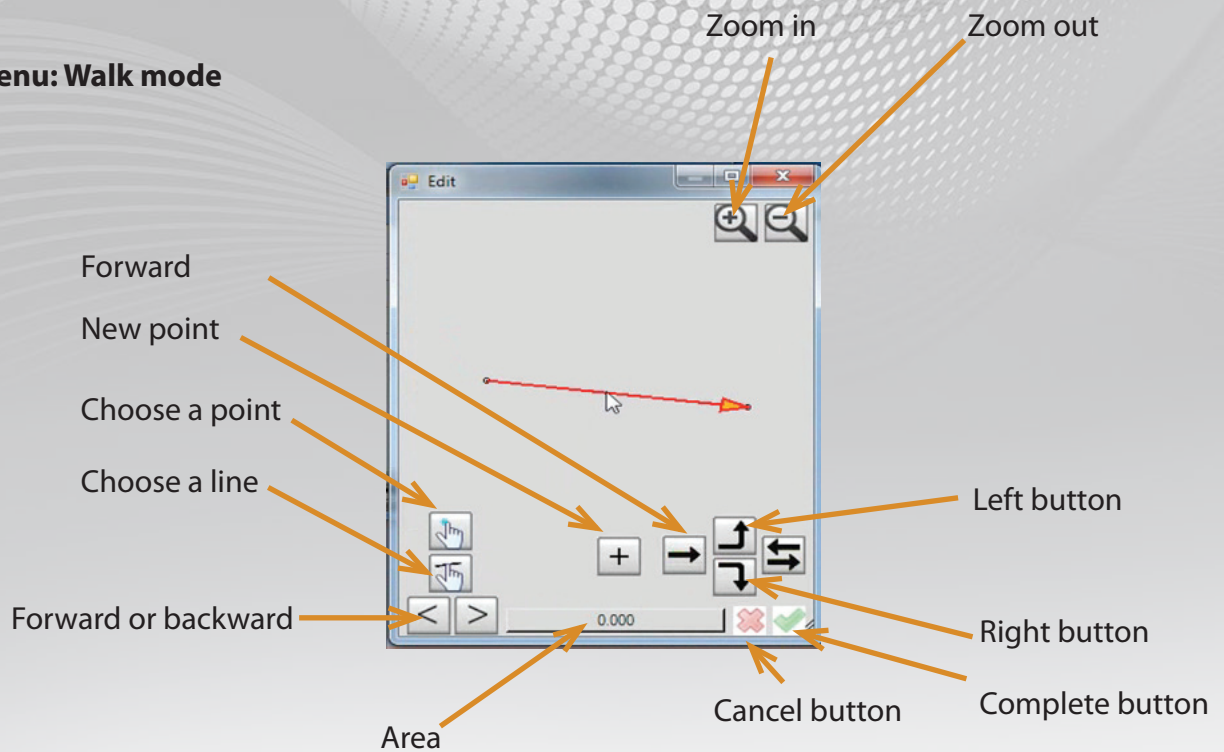 Zoom in
Zoom out
enu: Walk mode
Edit
Forward
New point
Choose a point
Choose a line
Left button
Forward or backward
0.000
Right button
Complete button
Cancel button
Area